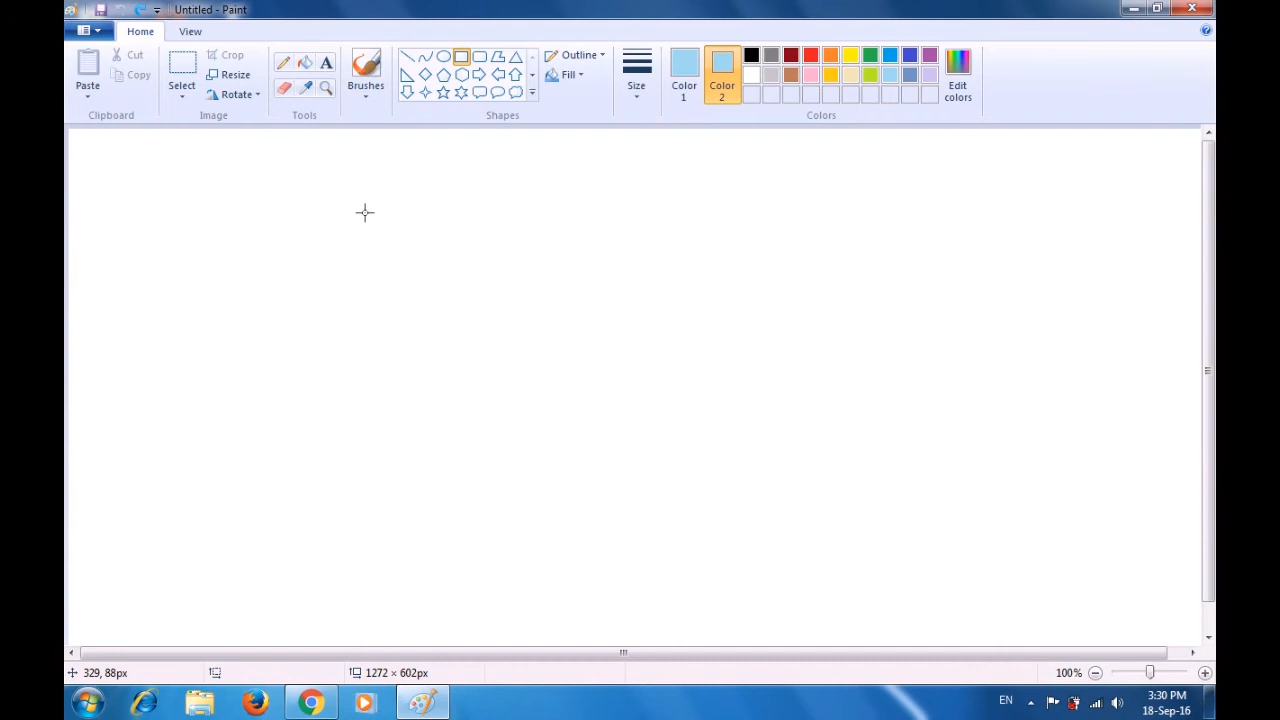 Untitled - Paint
Home View
Paste
Cut
Copy
Clipboard
Select
Crop
Resize
Rotate
Image
A
Tools
Brushes
Outline
Fill
Shapes
Size
Color 1
Color 2
Edit colors
Colors
329, 88px
1272 × 602px
100%
EN
3:30 PM
18-Sep-16